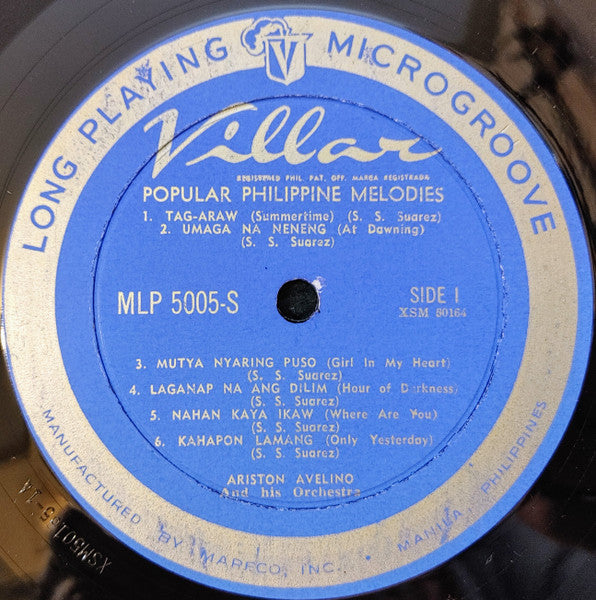 LONG PLAYING MICROGROOVE
V
Villar
REGISTERED PHIL. PAT. OFF. MARCA REGISTRADA
POPULAR PHILIPPINE MELODIES
1. TAG-ARAW (Summertime) (S. S. Suarez)
2. UMAGA NA NENENG (At Dawning)
(S. S. Suarez)
MLP 5005-S
SIDE 1
XSM 50164
3. MUTYA NYARING PUSO (Girl In My Heart)
(S. S. Suarez)
4. LAGANAP NA ANG DILIM (Hour of Darkness)
(S. S. Suarez)
5. NAHAN KAYA IKAW (Where Are You)
(S. S. Suarez)
6. KAHAPON LAMANG (Only Yesterday)
(S. S. Suarez)
ARISTON AVELINO
And his Orchestra
MANUFACTURED BY MARECO, INC., • MANILA, PHILIPPINES